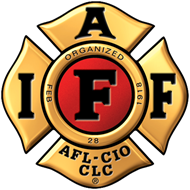 A
ORGANIZED
FEB 1918
I F F
28
AFL-CIO
CLC®